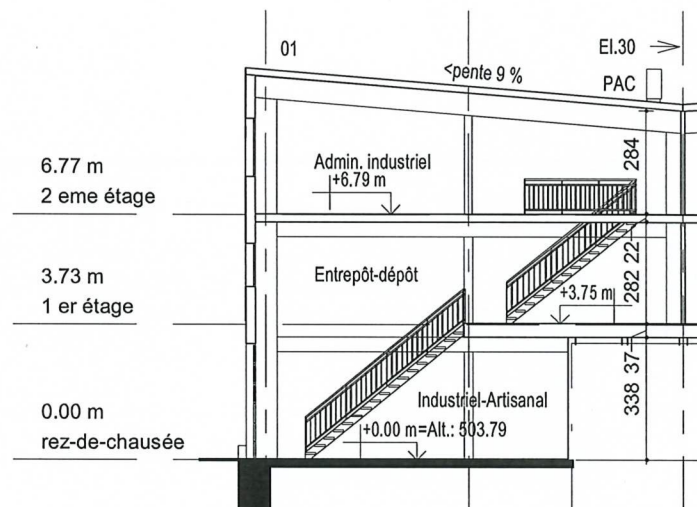 01
El.30
<pente 9 %
PAC
6.77 m
2 eme étage
Admin. industriel
+6.79 m
284
3.73 m
1 er étage
Entrepôt-dépôt
22
282
+3.75 m
37
338
0.00 m
rez-de-chausée
Industriel-Artisanal
+0.00 m=Alt.: 503.79